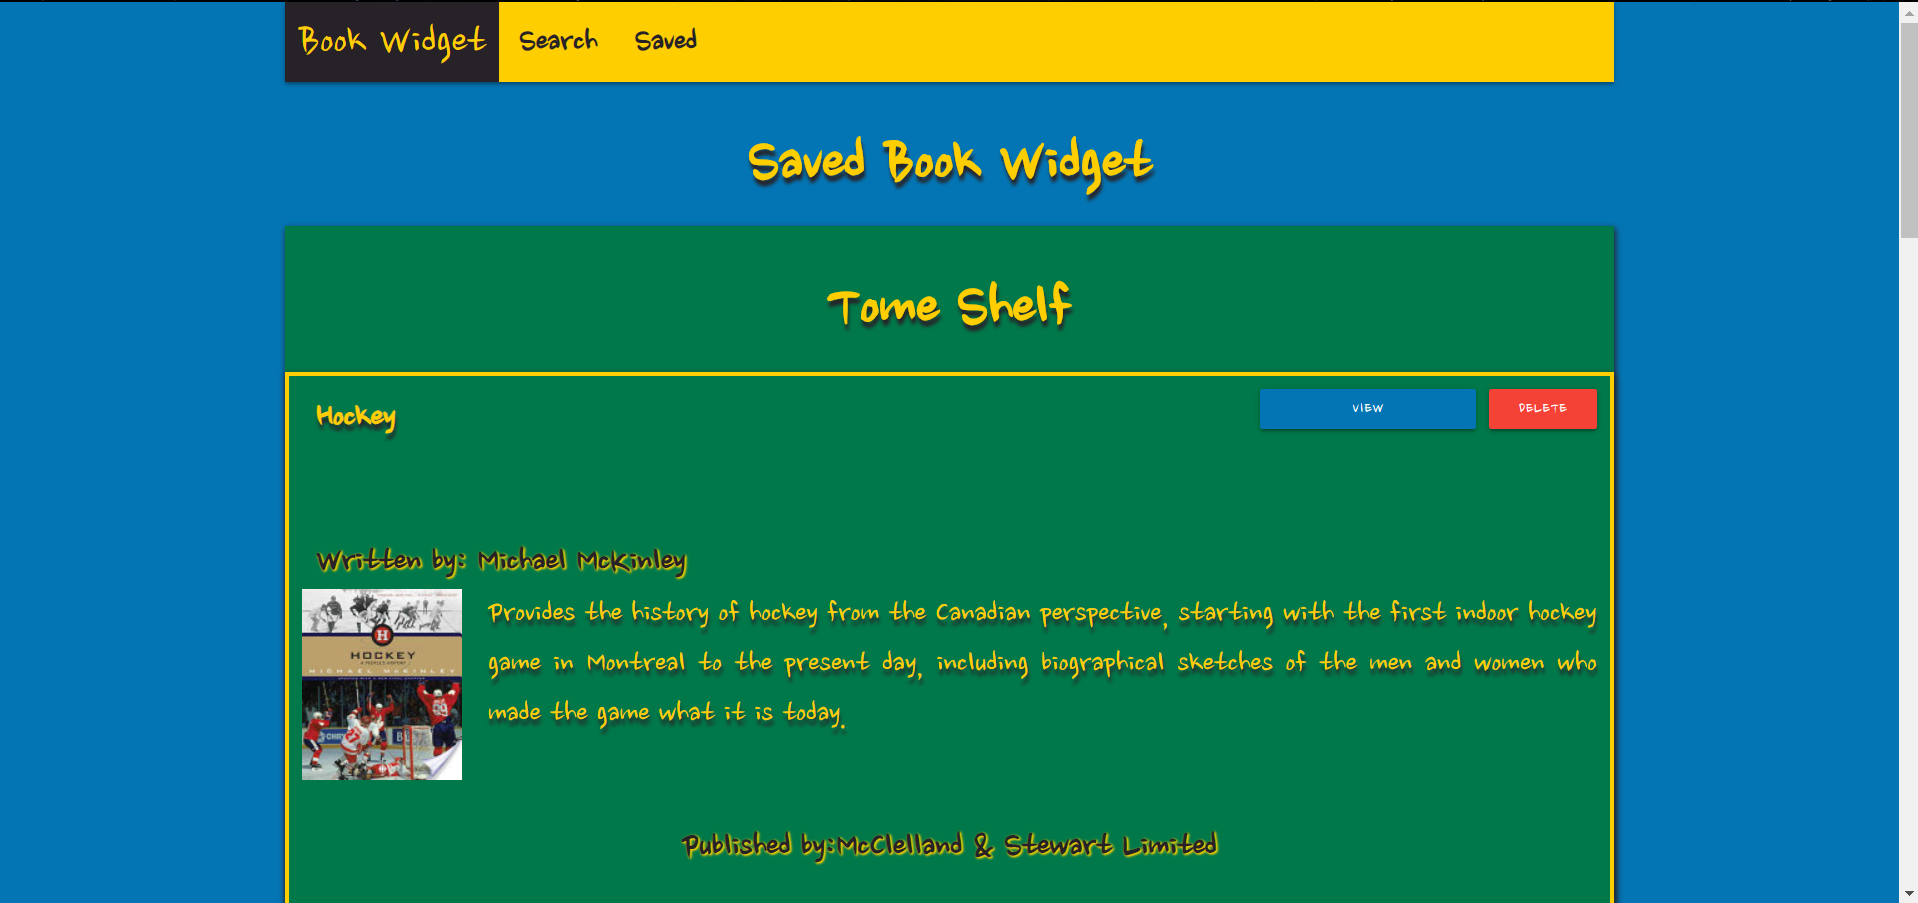 Book Widget Search Saved
Saved Book Widget
Tome Shelf
Hockey
VIEW DELETE
Written by: Michael McKinley
H
HOCKEY
A PEOPLE'S HISTORY
MICHAEL McKINLEY
Provides the history of hockey from the Canadian perspective, starting with the first indoor hockey
game in Montreal to the present day, including biographical sketches of the men and women who
made the game what it is today.
Published by:McClelland & Stewart Limited